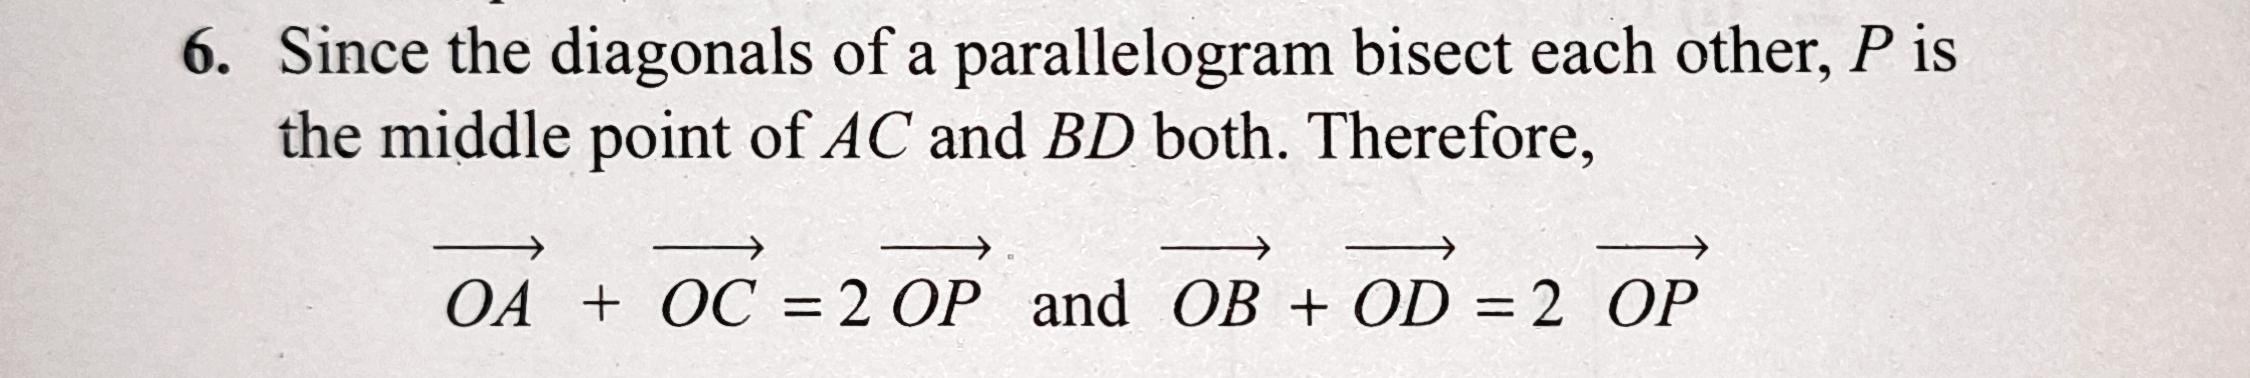 6. Since the diagonals of a parallelogram bisect each other, P is
the middle point of AC and BD both. Therefore,
$\overrightarrow{OA} + \overrightarrow{OC} = 2\overrightarrow{OP}$ and $\overrightarrow{OB} + \overrightarrow{OD} = 2\overrightarrow{OP}$